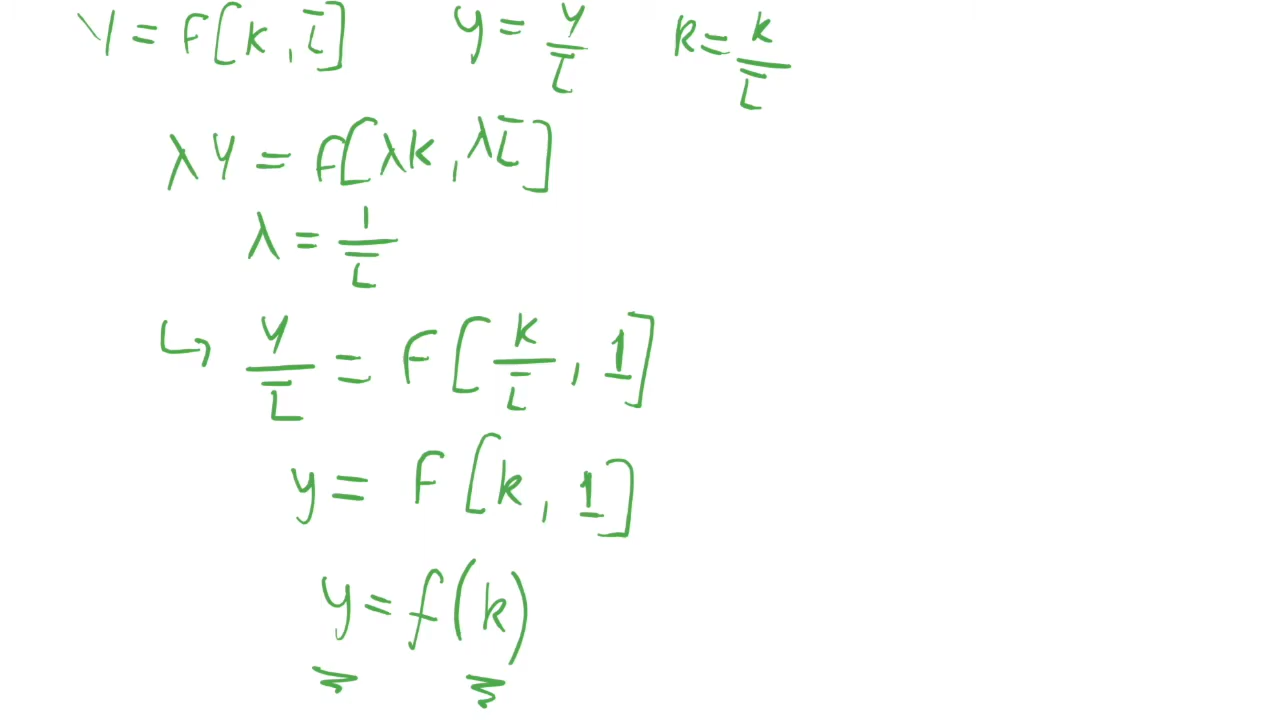 Y = F[K, L̅] y = Y/L̅ k = K/L̅
λY = F[λK, λL̅]
λ = 1/L̅
↳ Y/L̅ = F[K/L̅, 1]
y = F[k, 1]
y = f(k)